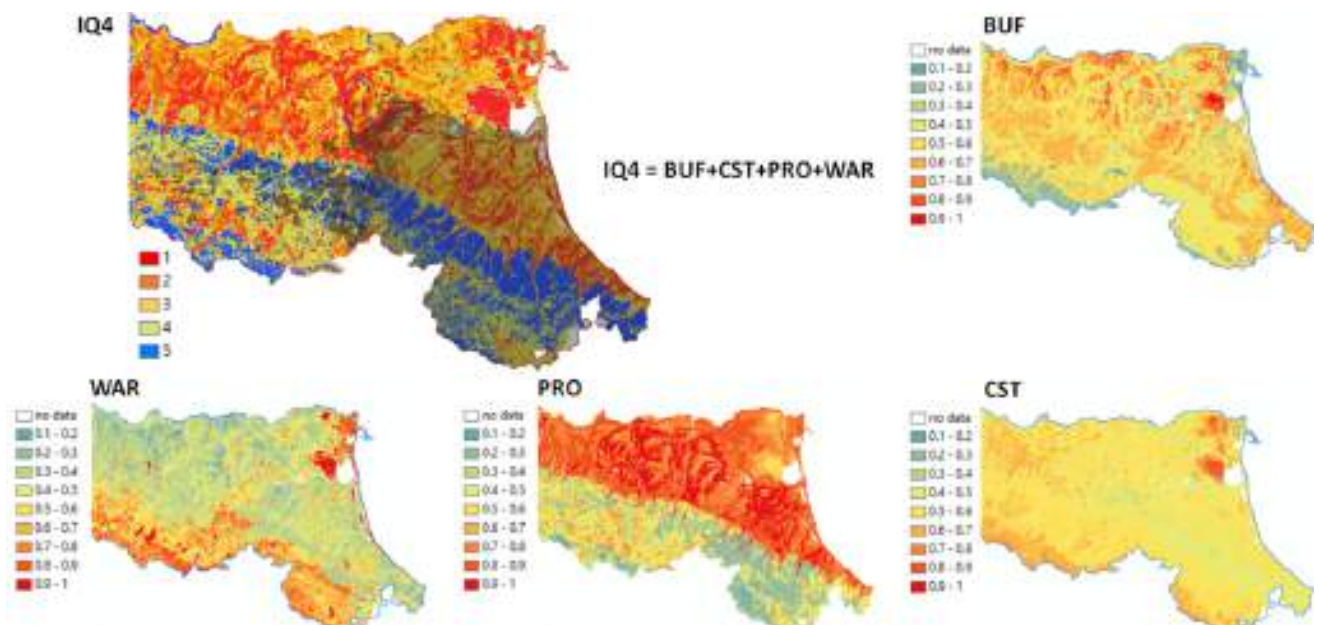 IQ4
BUF
no data
0.1 - 0.2
0.2 - 0.3
0.3 - 0.4
0.4 - 0.5
0.5 - 0.6
0.6 - 0.7
0.7 - 0.8
0.8 - 0.9
0.9 - 1
IQ4 = BUF+CST+PRO+WAR
1
2
3
4
5
WAR
no data
0.1 - 0.2
0.2 - 0.3
0.3 - 0.4
0.4 - 0.5
0.5 - 0.6
0.6 - 0.7
0.7 - 0.8
0.8 - 0.9
0.9 - 1
PRO
no data
0.1 - 0.2
0.2 - 0.3
0.3 - 0.4
0.4 - 0.5
0.5 - 0.6
0.6 - 0.7
0.7 - 0.8
0.8 - 0.9
0.9 - 1
CST
no data
0.1 - 0.2
0.2 - 0.3
0.3 - 0.4
0.4 - 0.5
0.5 - 0.6
0.6 - 0.7
0.7 - 0.8
0.8 - 0.9
0.9 - 1